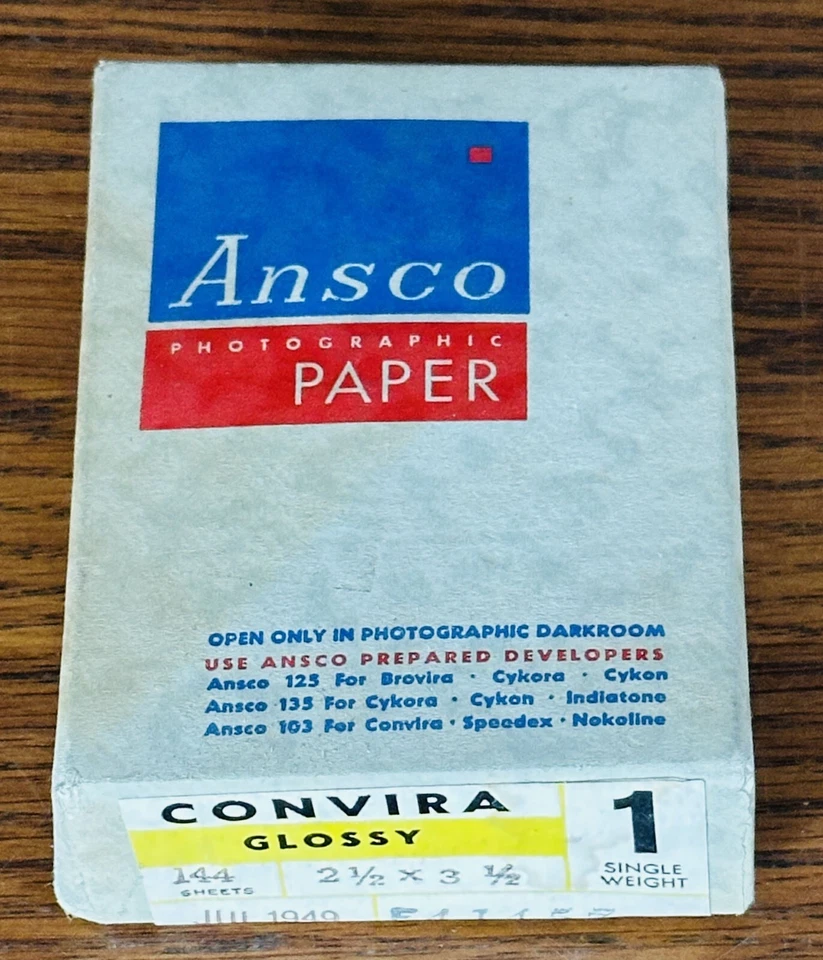 Ansco
PHOTOGRAPHIC
PAPER
OPEN ONLY IN PHOTOGRAPHIC DARKROOM
USE ANSCO PREPARED DEVELOPERS
Ansco 125 For Brovira · Cykora · Cykon
Ansco 135 For Cykora · Cykon · Indiatone
Ansco 103 For Convira · Speedex · Nokoline
CONVIRA
GLOSSY
1
SINGLE
WEIGHT
144
SHEETS
2 1/2 X 3 1/2
JUL 1949